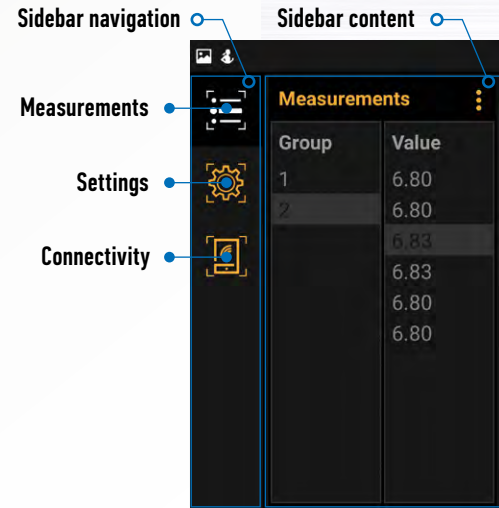 Sidebar navigation
Sidebar content
Measurements
Measurements
Group
Value
1
6.80
2
6.80
6.83
Settings
6.83
6.80
Connectivity
6.80